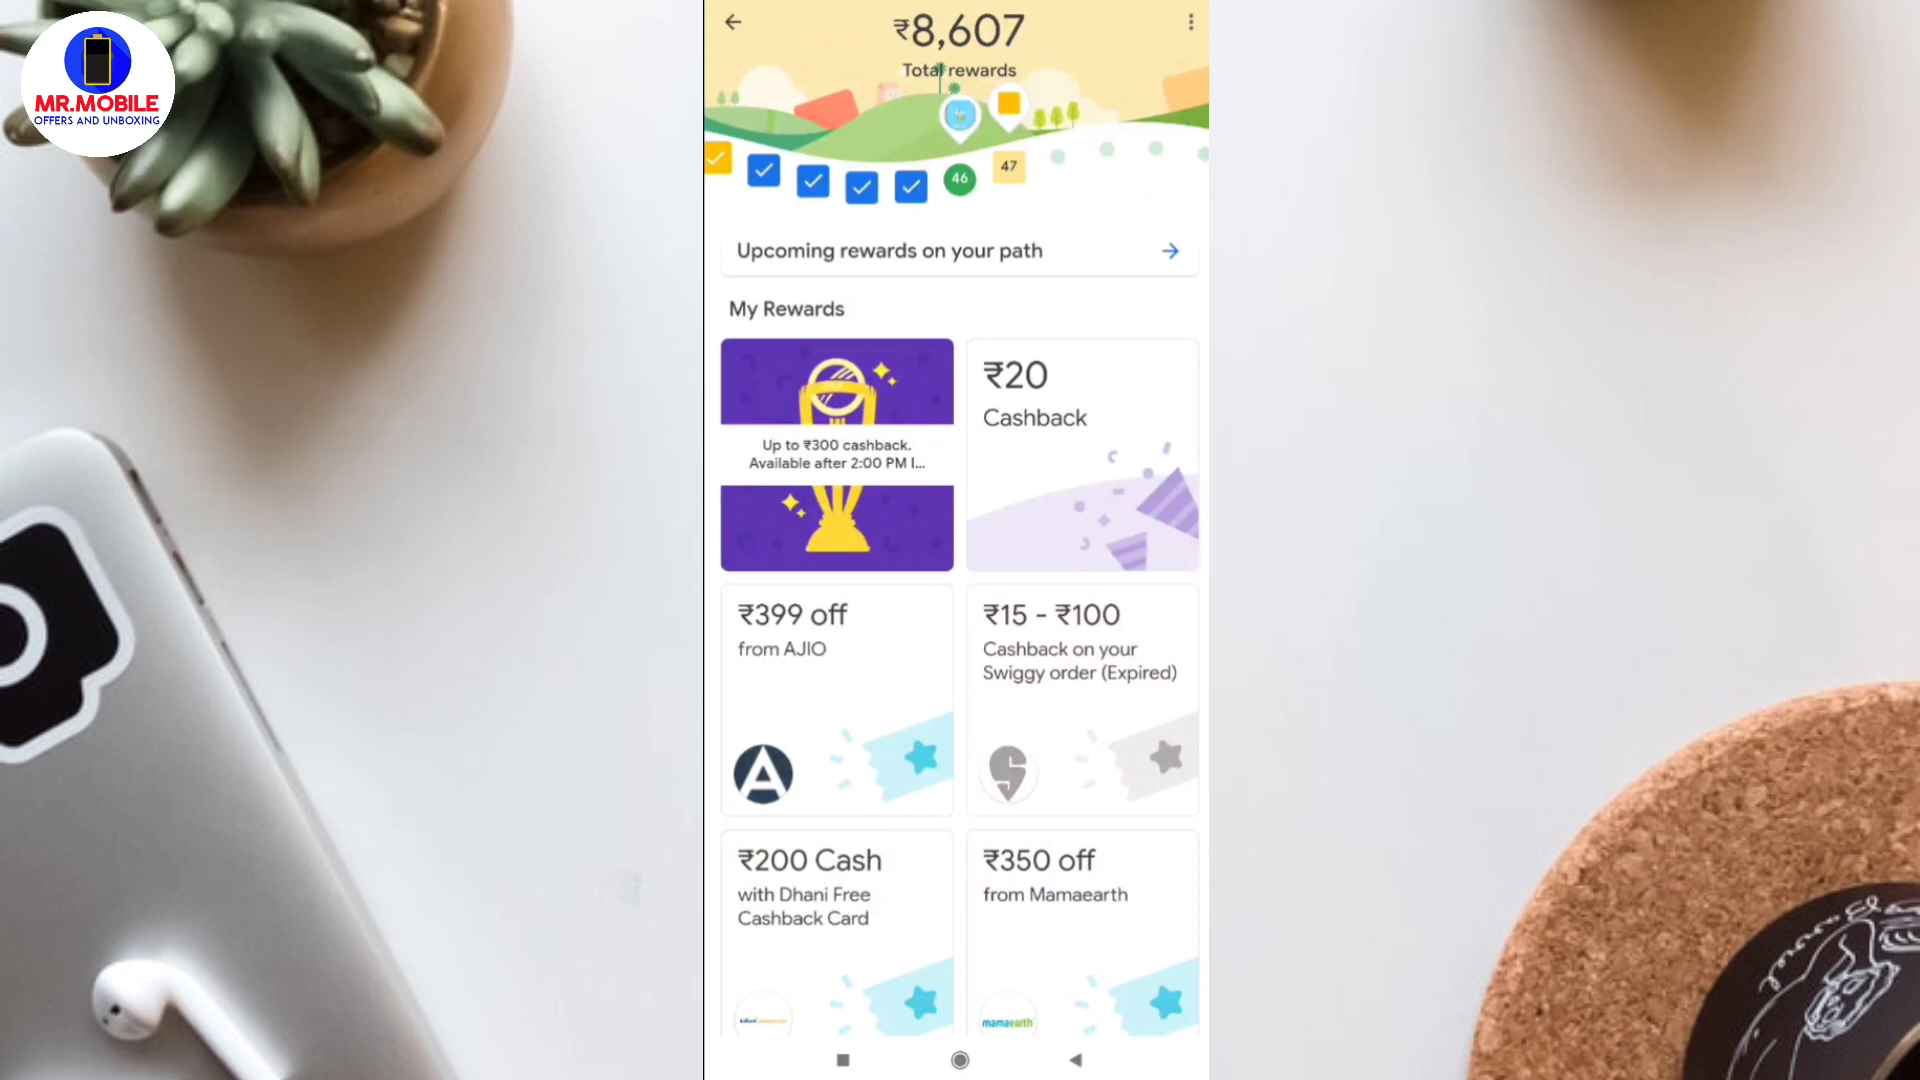 MR.MOBILE
OFFERS AND UNBOXING
₹8,607
Total rewards
46
47
Upcoming rewards on your path
My Rewards
Up to ₹300 cashback.
Available after 2:00 PM I...
₹20
Cashback
₹399 off
from AJIO
₹15 - ₹100
Cashback on your
Swiggy order (Expired)
₹200 Cash
with Dhani Free
Cashback Card
₹350 off
from Mamaearth
mamaearth